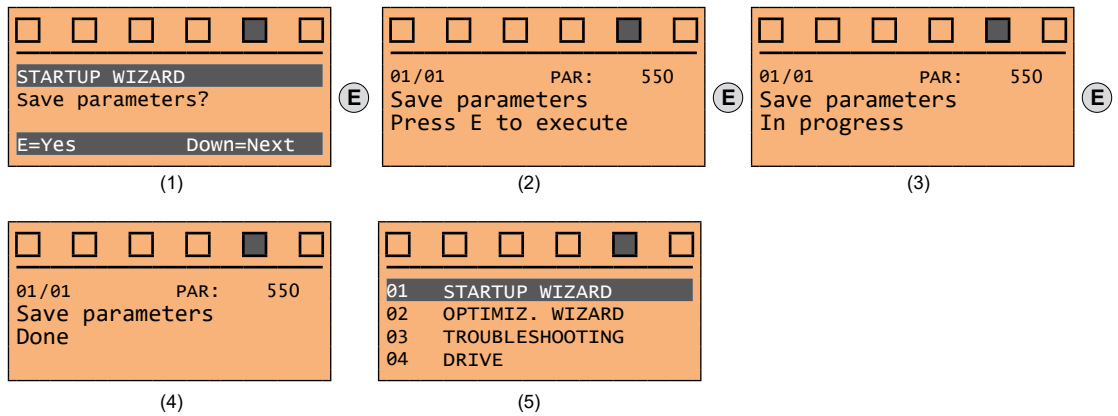 STARTUP WIZARD
Save parameters?
E=Yes Down=Next
E
(1)
01/01 PAR: 550
Save parameters
Press E to execute
E
(2)
01/01 PAR: 550
Save parameters
In progress
E
(3)
01/01 PAR: 550
Save parameters
Done
(4)
01 STARTUP WIZARD
02 OPTIMIZ. WIZARD
03 TROUBLESHOOTING
04 DRIVE
(5)